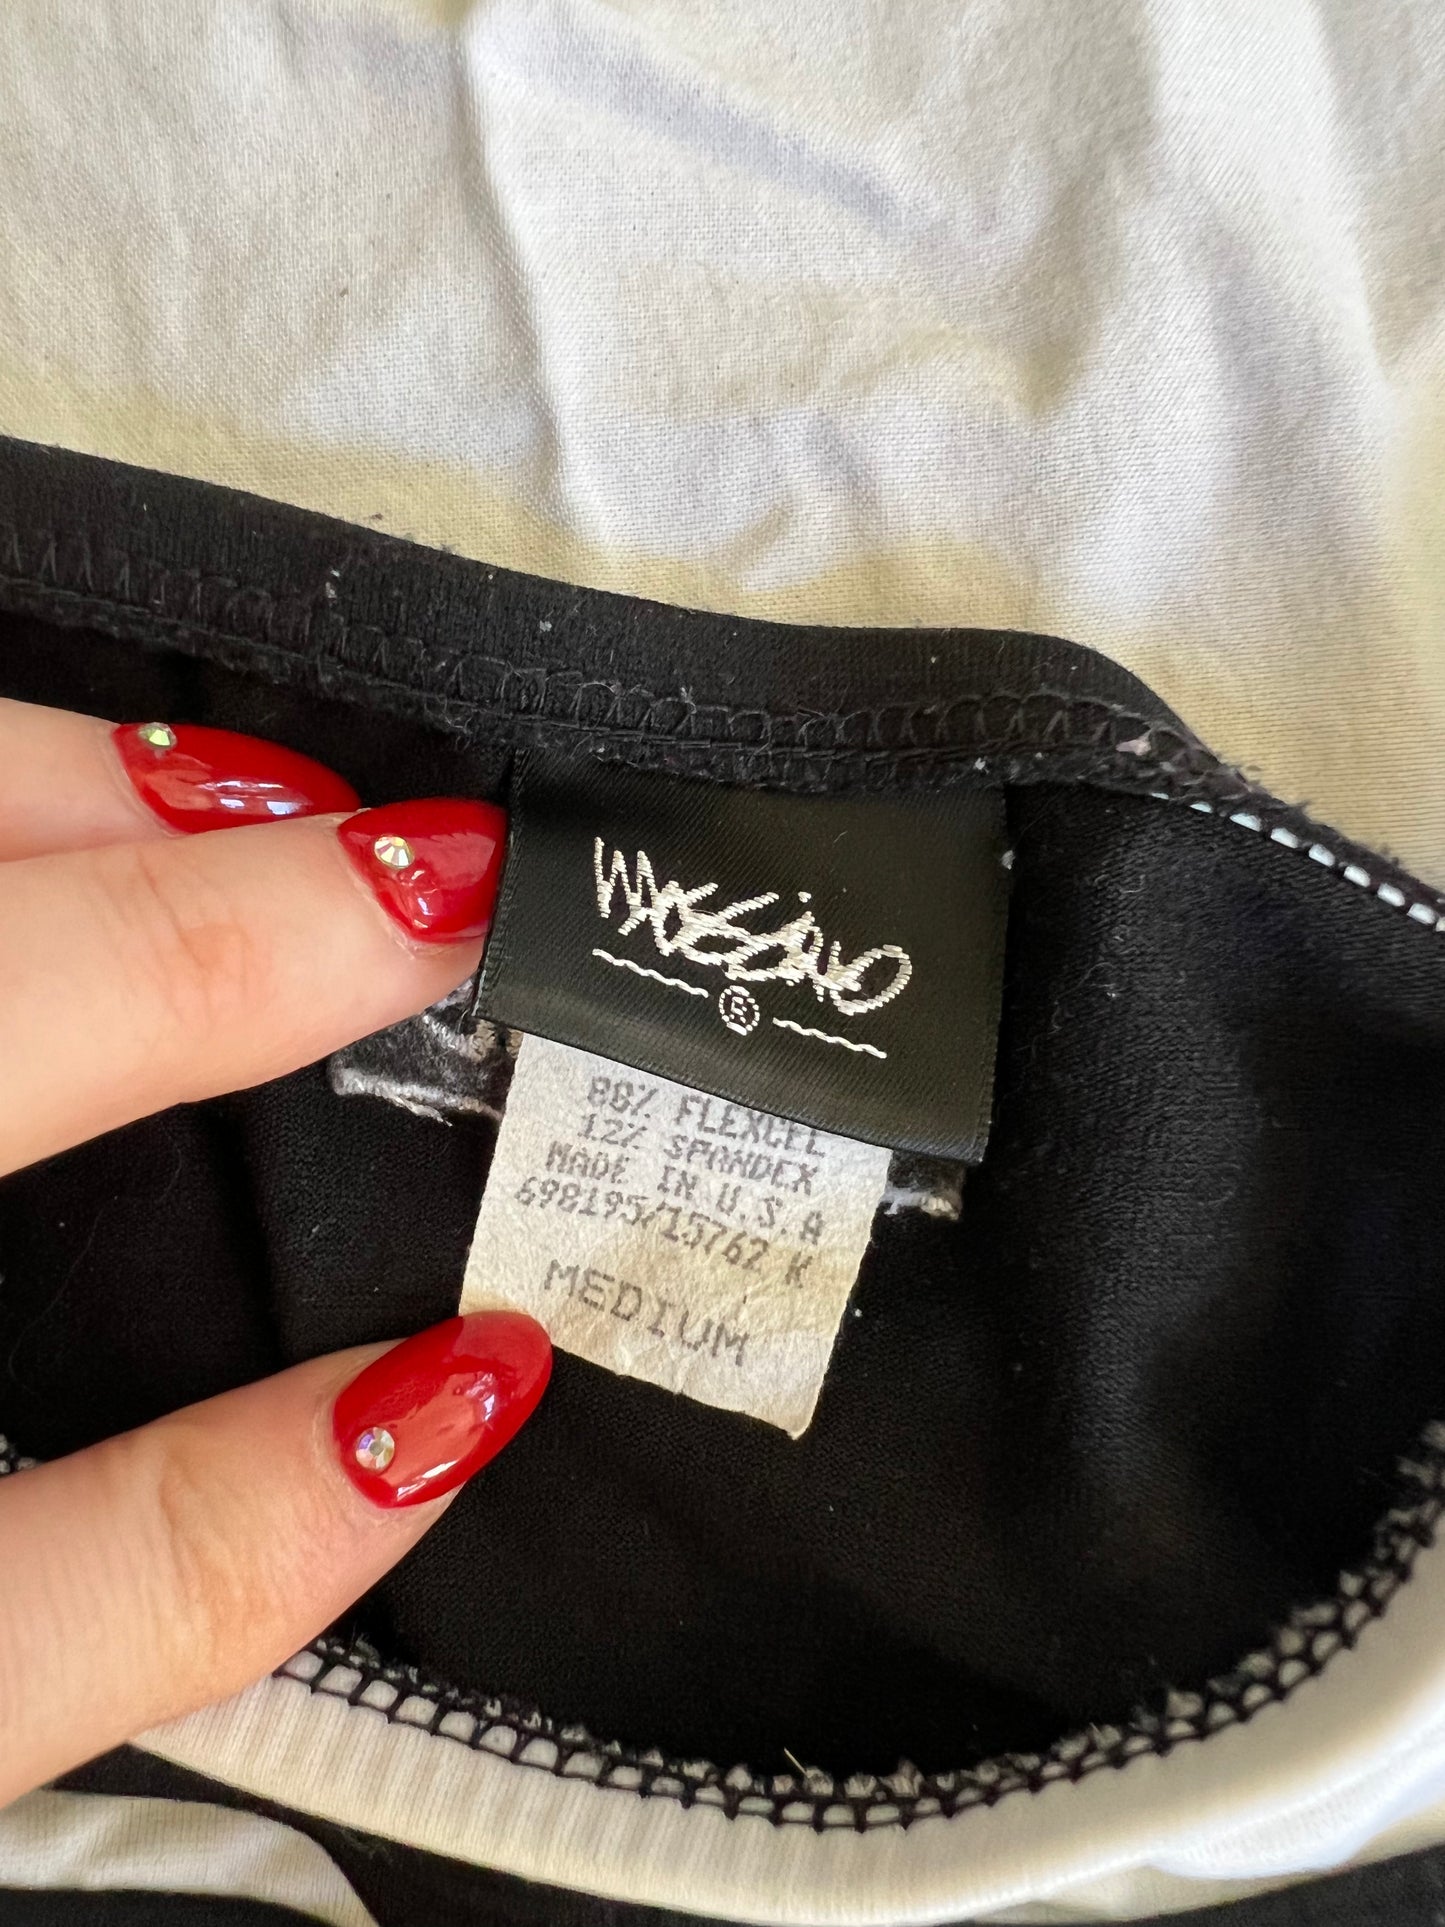 Mossimo
®
88% FLEXCEL
12% SPANDEX
MADE IN U.S.A
698195/15762 K
MEDIUM